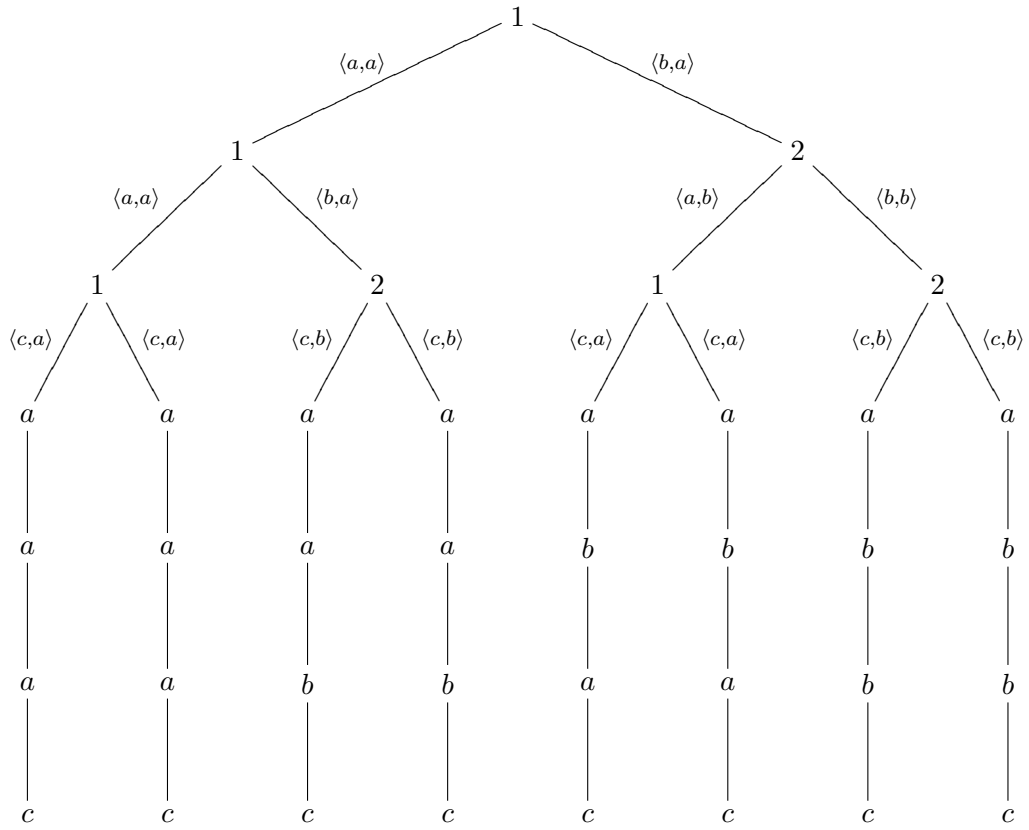 1
⟨a,a⟩ ⟨b,a⟩
1 2
⟨a,a⟩ ⟨b,a⟩ ⟨a,b⟩ ⟨b,b⟩
1 2 1 2
⟨c,a⟩ ⟨c,a⟩ ⟨c,b⟩ ⟨c,b⟩ ⟨c,a⟩ ⟨c,a⟩ ⟨c,b⟩ ⟨c,b⟩
a a a a a a a a
a a a a b b b b
a a b b a a b b
c c c c c c c c